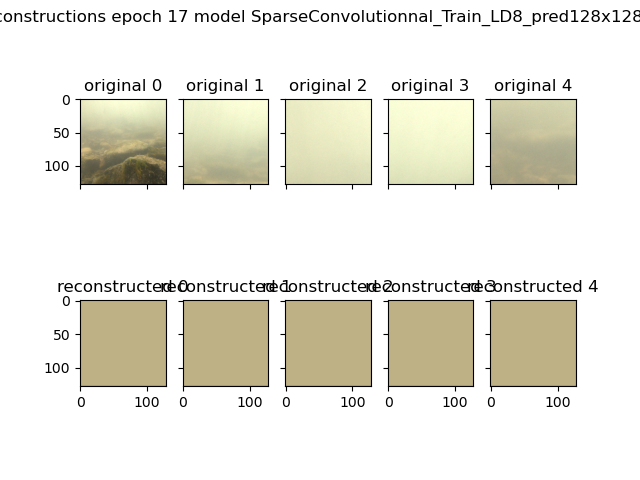 constructions epoch 17 model SparseConvolutionnal_Train_LD8_pred128x128
original 0 original 1 original 2 original 3 original 4
0
50
100
reconstructed 0 reconstructed 1 reconstructed 2 reconstructed 3 reconstructed 4
0
50
100
0 100 0 100 0 100 0 100 0 100